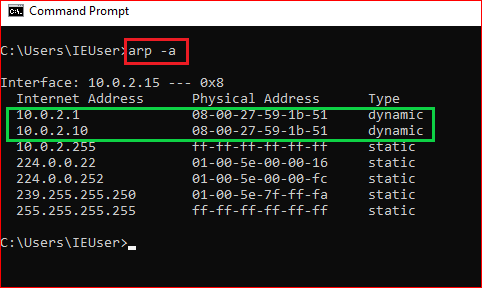 Command Prompt
C:\Users\IEUser>arp -a
Interface: 10.0.2.15 --- 0x8
Internet Address Physical Address Type
10.0.2.1 08-00-27-59-1b-51 dynamic
10.0.2.10 08-00-27-59-1b-51 dynamic
10.0.2.255 ff-ff-ff-ff-ff-ff static
224.0.0.22 01-00-5e-00-00-16 static
224.0.0.252 01-00-5e-00-00-fc static
239.255.255.250 01-00-5e-7f-ff-fa static
255.255.255.255 ff-ff-ff-ff-ff-ff static
C:\Users\IEUser>